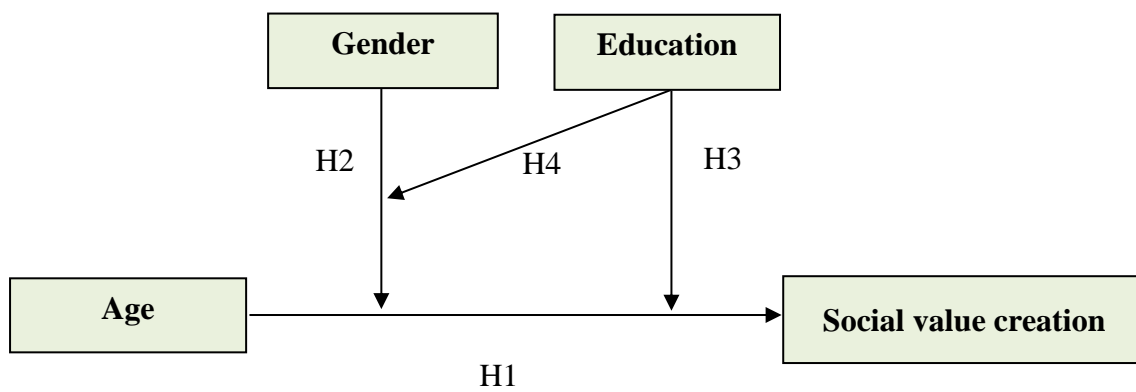 Gender
Education
H2
H4
H3
Age
Social value creation
H1